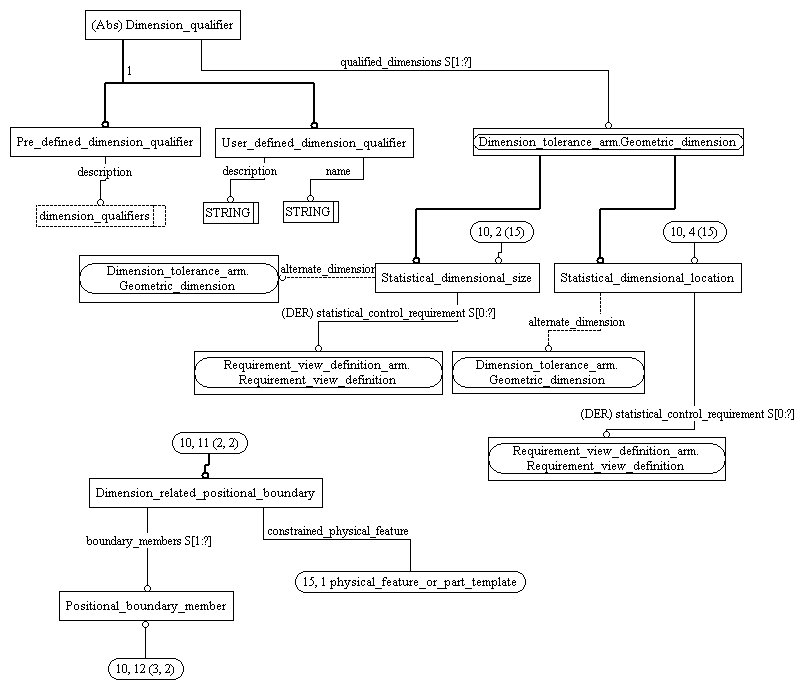 (Abs) Dimension_qualifier
1
qualified_dimensions S[1:?]
Pre_defined_dimension_qualifier
User_defined_dimension_qualifier
Dimension_tolerance_arm.Geometric_dimension
description
description
name
dimension_qualifiers
STRING
STRING
10, 2 (15)
10, 4 (15)
Dimension_tolerance_arm.
Geometric_dimension
alternate_dimension
Statistical_dimensional_size
Statistical_dimensional_location
(DER) statistical_control_requirement S[0:?]
alternate_dimension
Requirement_view_definition_arm.
Requirement_view_definition
Dimension_tolerance_arm.
Geometric_dimension
(DER) statistical_control_requirement S[0:?]
Requirement_view_definition_arm.
Requirement_view_definition
10, 11 (2, 2)
Dimension_related_positional_boundary
constrained_physical_feature
boundary_members S[1:?]
15, 1 physical_feature_or_part_template
Positional_boundary_member
10, 12 (3, 2)